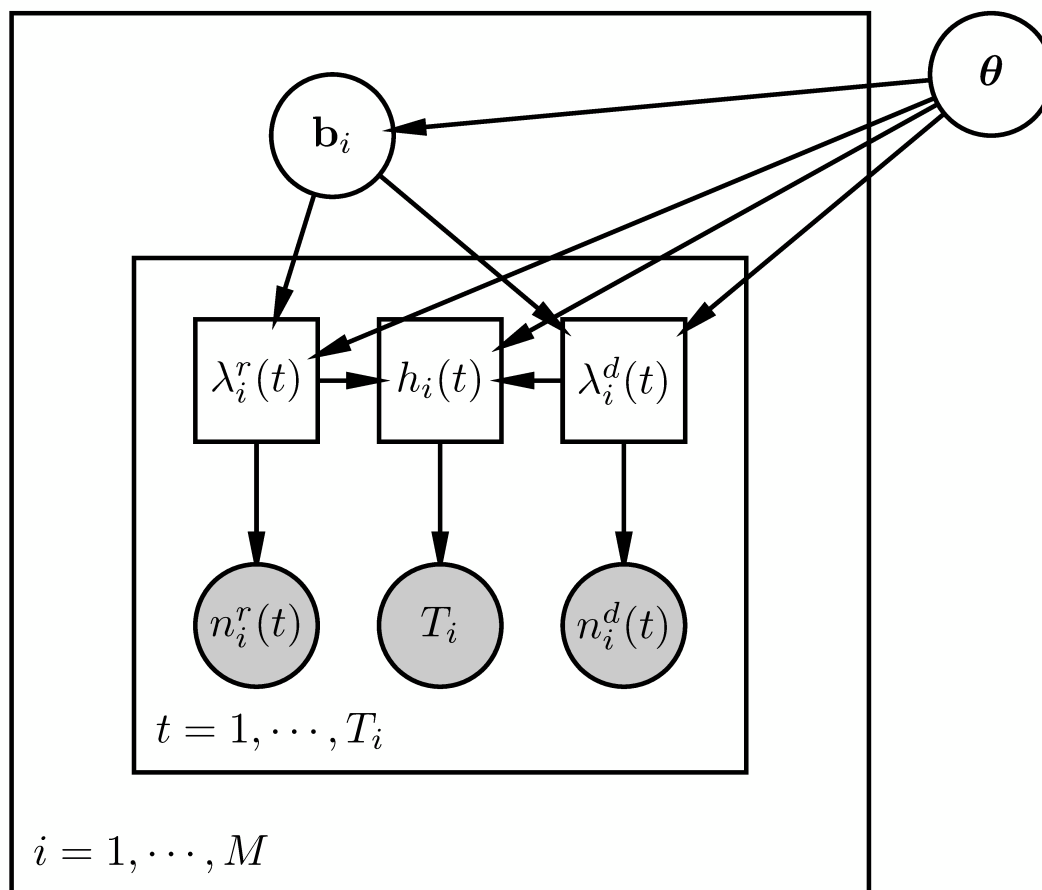 θ
b_i
λ_i^r(t) h_i(t) λ_i^d(t)
n_i^r(t) T_i n_i^d(t)
t = 1, ⋯, T_i
i = 1, ⋯, M